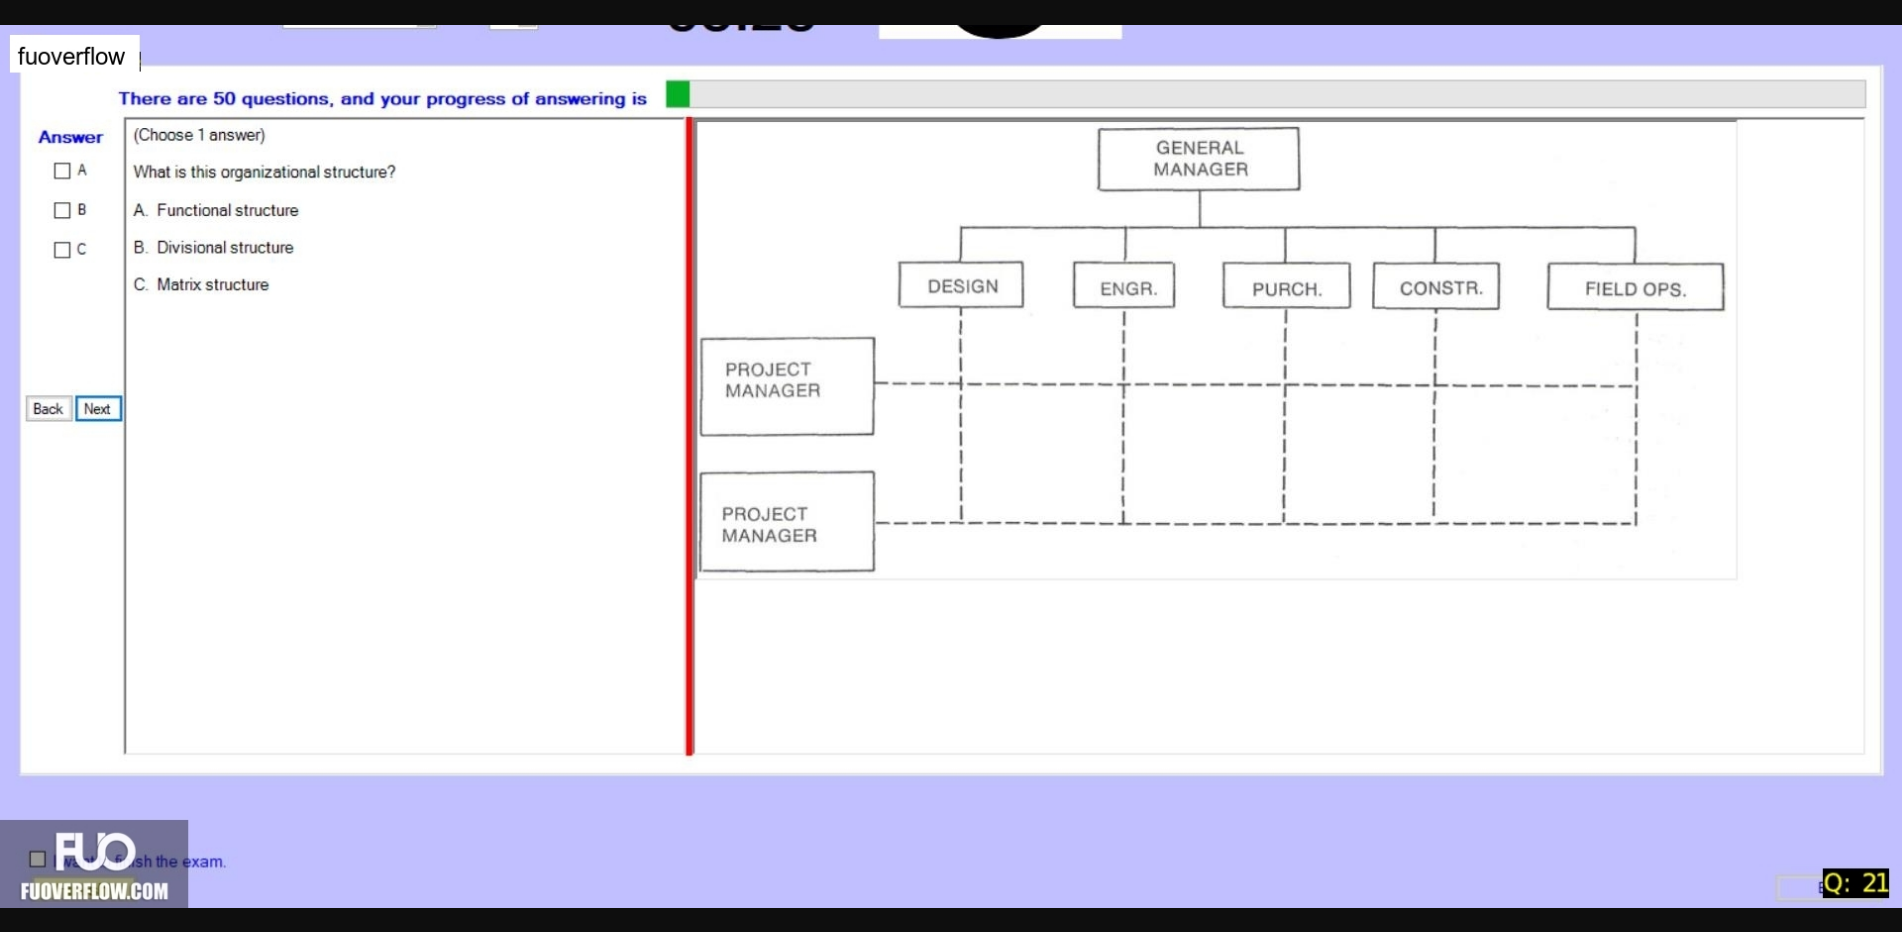 fuoverflow
There are 50 questions, and your progress of answering is
Answer
A
B
C
Back
Next
(Choose 1 answer)
What is this organizational structure?
A. Functional structure
B. Divisional structure
C. Matrix structure
GENERAL
MANAGER
DESIGN
ENGR.
PURCH.
CONSTR.
FIELD OPS.
PROJECT
MANAGER
PROJECT
MANAGER
FUO
the exam.
FUOVERFLOW.COM
Q: 21